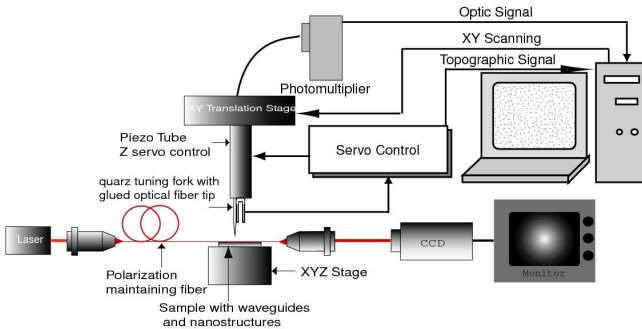 Optic Signal
XY Scanning
Topographic Signal
Photomultiplier
XY Translation Stage
Piezo Tube
Z servo control
Servo Control
quarz tuning fork with
glued optical fiber tip
Laser
CCD
Polarization
maintaining fiber
XYZ Stage
Monitor
Sample with waveguides
and nanostructures